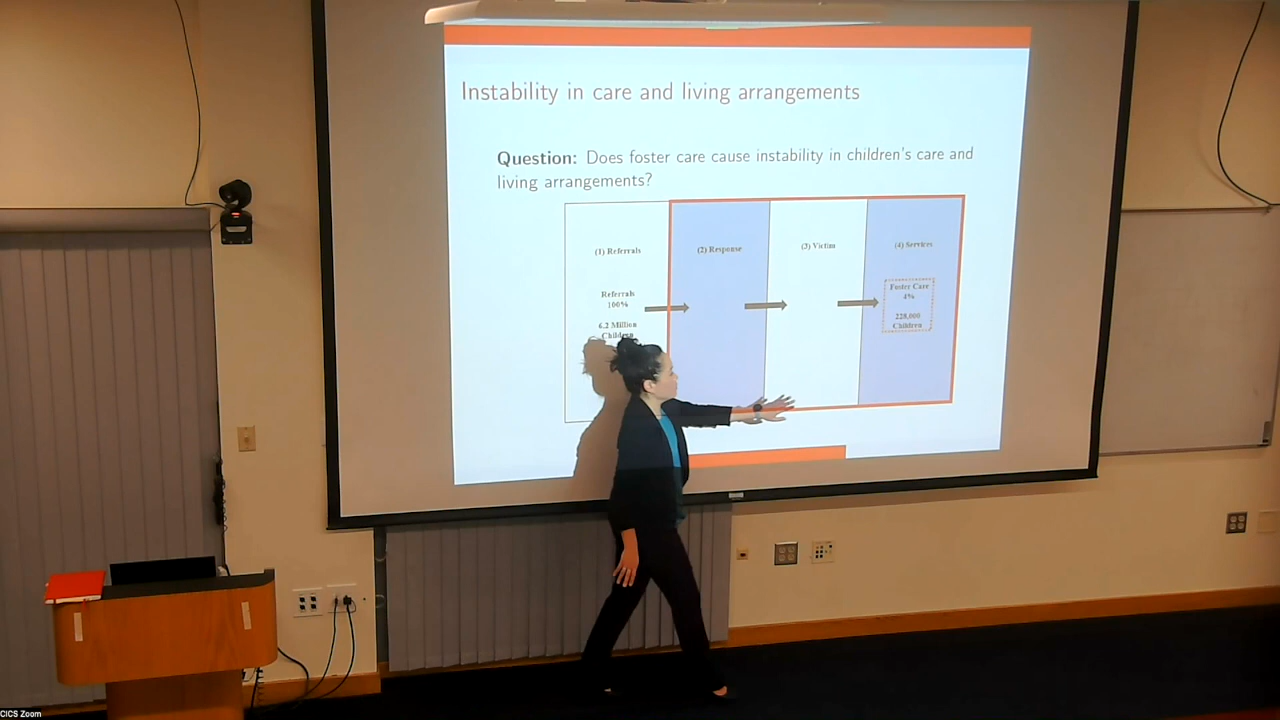 Instability in care and living arrangements
Question: Does foster care cause instability in children's care and
living arrangements?
(1) Referrals
Referrals
100%
6.2 Million
Children
(2) Response
(3) Victim
(4) Services
Foster Care
4%
228,000
Children
CICS Zoom